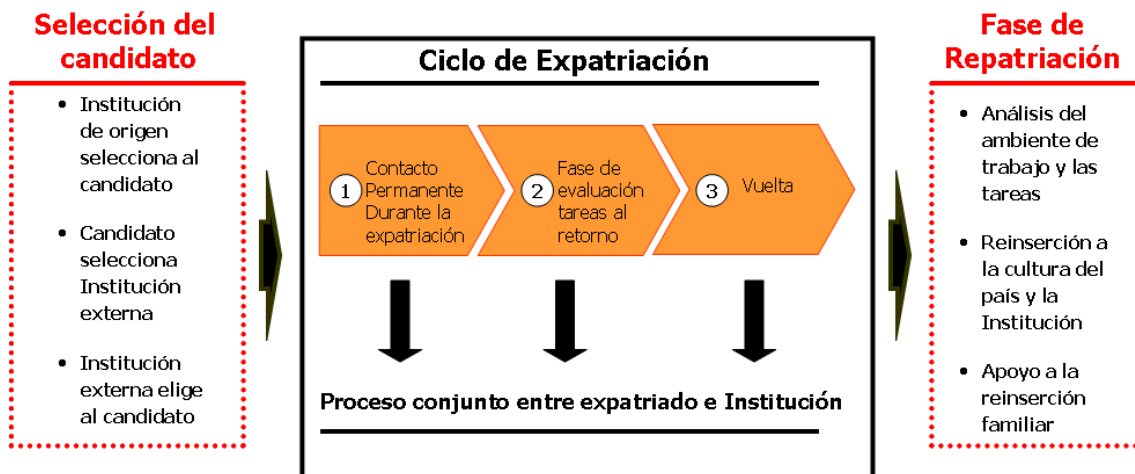 Selección del
candidato
• Institución
de origen
selecciona al
candidato
• Candidato
selecciona
Institución
externa
• Institución
externa elige
al candidato
Ciclo de Expatriación
1
Contacto
Permanente
Durante la
expatriación
2
Fase de
evaluación
tareas al
retorno
3
Vuelta
Proceso conjunto entre expatriado e Institución
Fase de
Repatriación
• Análisis del
ambiente de
trabajo y las
tareas
• Reinserción a
la cultura del
país y la
Institución
• Apoyo a la
reinserción
familiar